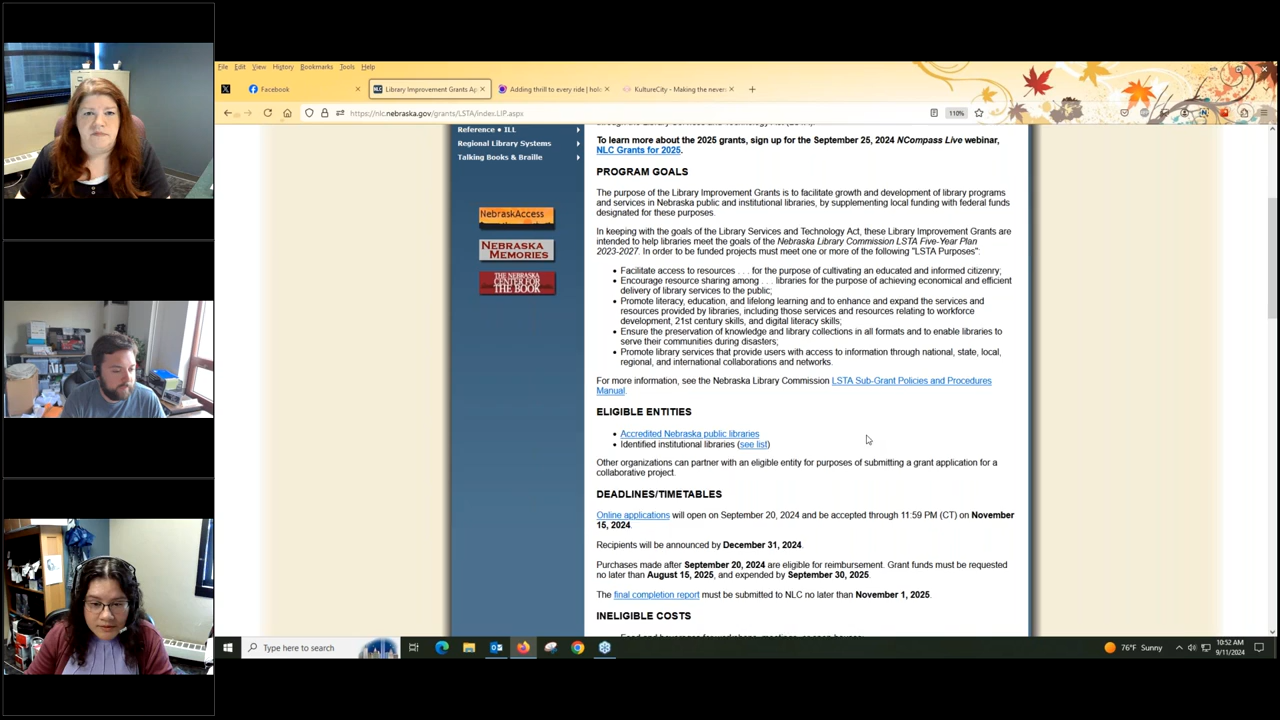 File Edit View History Bookmarks Tools Help
Facebook
Library Improvement Grants Ap
Adding thrill to every ride | holo
KultureCity - Making the never
https://nlc.nebraska.gov/grants/LSTA/index.LIP.aspx
110%
Reference • ILL
Regional Library Systems
Talking Books & Braille
NebraskAccess
NEBRASKA
MEMORIES
THE NEBRASKA
CENTER FOR
THE BOOK
To learn more about the 2025 grants, sign up for the September 25, 2024 NCompass Live webinar,
NLC Grants for 2025.
PROGRAM GOALS
The purpose of the Library Improvement Grants is to facilitate growth and development of library programs
and services in Nebraska public and institutional libraries, by supplementing local funding with federal funds
designated for these purposes.
In keeping with the goals of the Library Services and Technology Act, these Library Improvement Grants are
intended to help libraries meet the goals of the Nebraska Library Commission LSTA Five-Year Plan
2023-2027. In order to be funded projects must meet one or more of the following "LSTA Purposes":
• Facilitate access to resources . . . for the purpose of cultivating an educated and informed citizenry;
• Encourage resource sharing among . . . libraries for the purpose of achieving economical and efficient
delivery of library services to the public;
• Promote literacy, education, and lifelong learning and to enhance and expand the services and
resources provided by libraries, including those services and resources relating to workforce
development, 21st century skills, and digital literacy skills;
• Ensure the preservation of knowledge and library collections in all formats and to enable libraries to
serve their communities during disasters;
• Promote library services that provide users with access to information through national, state, local,
regional, and international collaborations and networks.
For more information, see the Nebraska Library Commission LSTA Sub-Grant Policies and Procedures
Manual.
ELIGIBLE ENTITIES
• Accredited Nebraska public libraries
• Identified institutional libraries (see list)
Other organizations can partner with an eligible entity for purposes of submitting a grant application for a
collaborative project.
DEADLINES/TIMETABLES
Online applications will open on September 20, 2024 and be accepted through 11:59 PM (CT) on November
15, 2024.
Recipients will be announced by December 31, 2024.
Purchases made after September 20, 2024 are eligible for reimbursement. Grant funds must be requested
no later than August 15, 2025, and expended by September 30, 2025.
The final completion report must be submitted to NLC no later than November 1, 2025.
INELIGIBLE COSTS
Type here to search
76°F Sunny
10:52 AM
9/11/2024